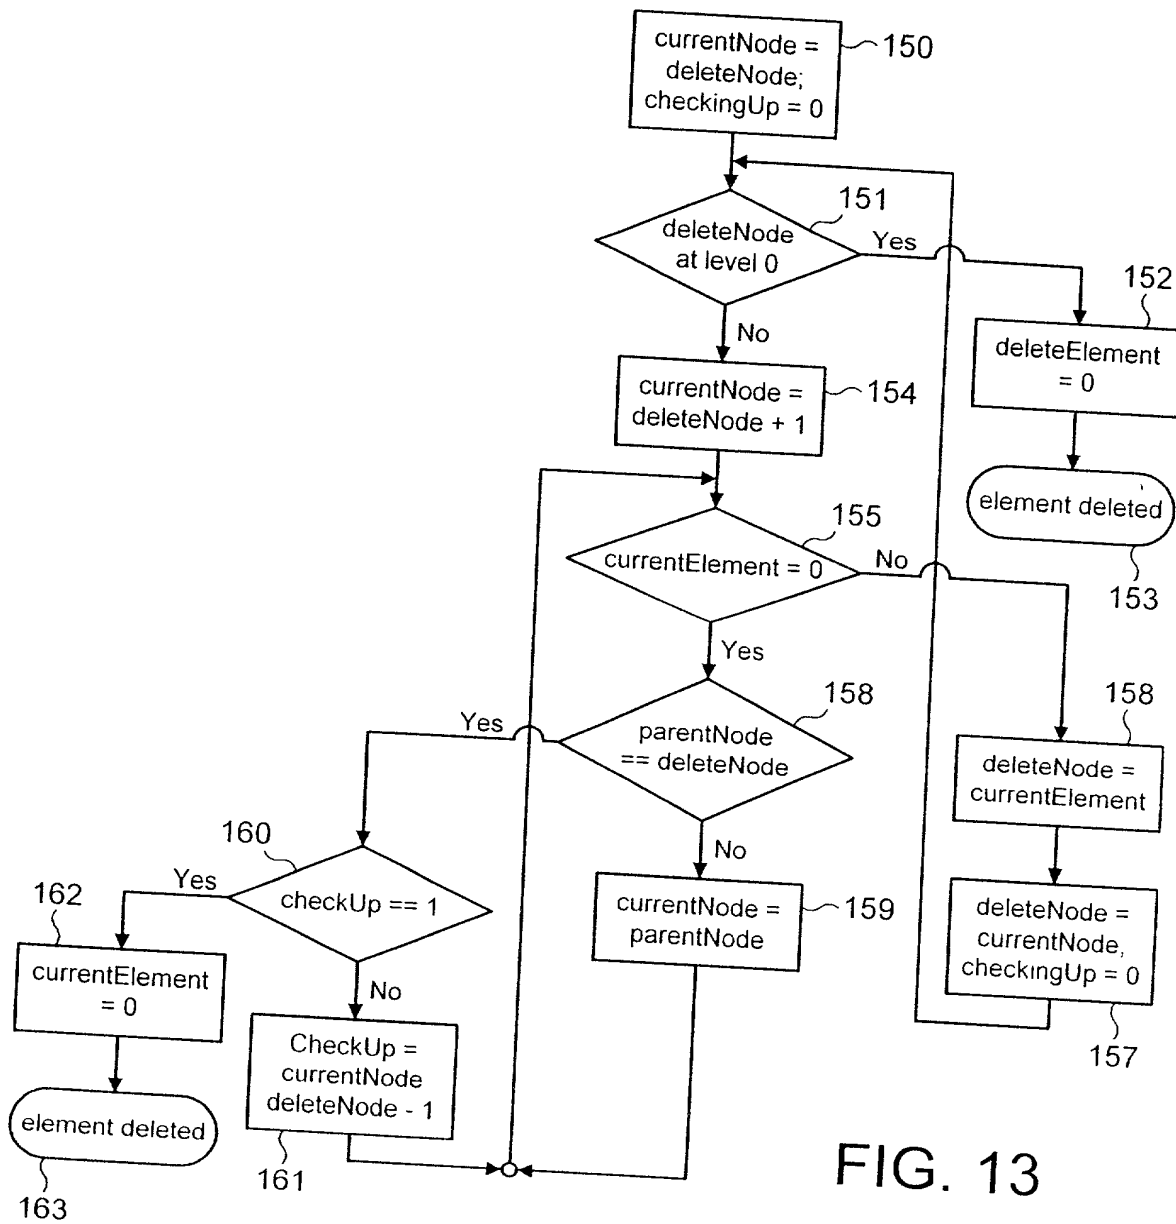 currentNode =
deleteNode;
checkingUp = 0
150
deleteNode
at level 0
151
Yes
No
152
deleteElement
= 0
element deleted
153
currentNode =
deleteNode + 1
154
currentElement = 0
155
No
Yes
parentNode
== deleteNode
158
Yes
No
158
deleteNode =
currentElement
deleteNode =
currentNode,
checkingUp = 0
157
currentNode =
parentNode
159
160
checkUp == 1
Yes
No
162
currentElement
= 0
element deleted
163
CheckUp =
currentNode
deleteNode - 1
161
FIG. 13